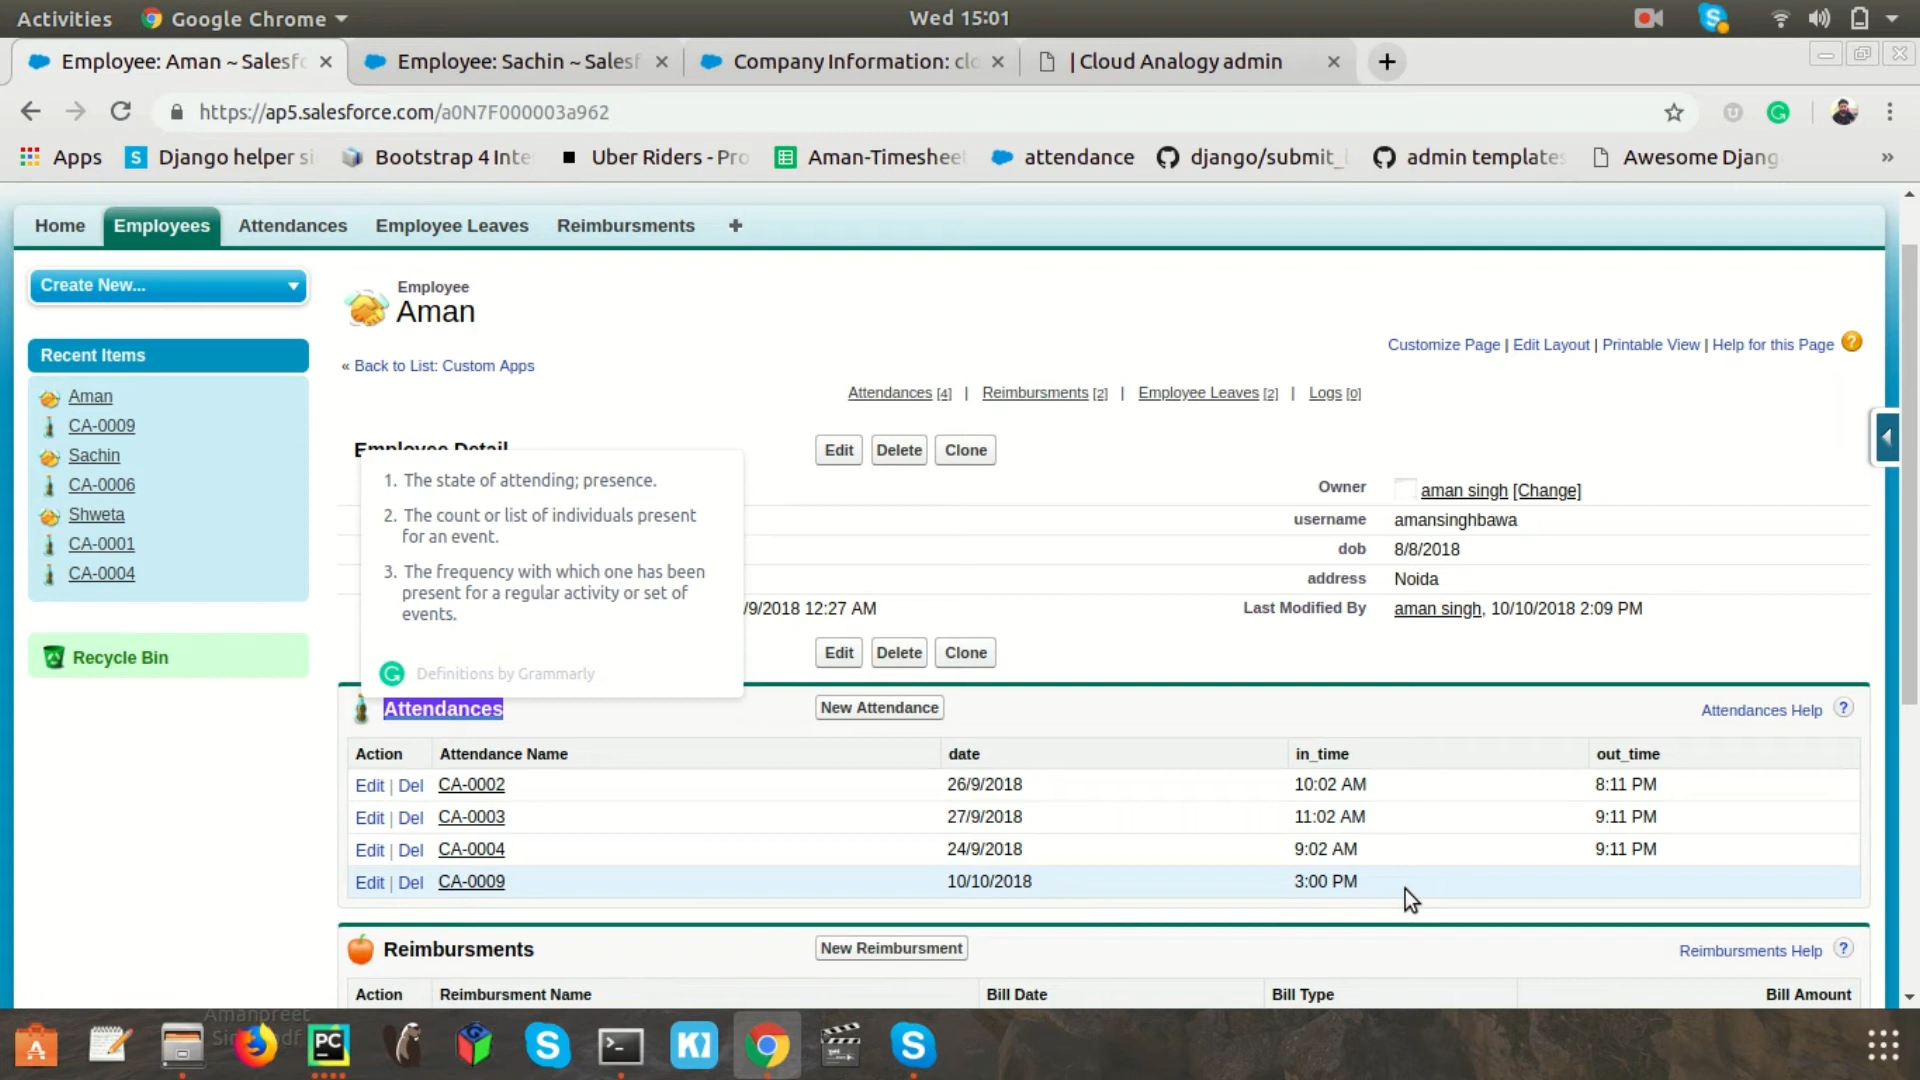 Activities Google Chrome Wed 15:01
Employee: Aman ~ Salesfo Employee: Sachin ~ Salesf Company Information: clo | Cloud Analogy admin
https://ap5.salesforce.com/a0N7F000003a962
Apps Django helper si Bootstrap 4 Inte Uber Riders - Pro Aman-Timesheet attendance django/submit_ admin templates Awesome Django »
Home Employees Attendances Employee Leaves Reimbursments +
Create New...
Recent Items
Aman
CA-0009
Sachin
CA-0006
Shweta
CA-0001
CA-0004
Recycle Bin
Employee
Aman
Customize Page | Edit Layout | Printable View | Help for this Page ?
« Back to List: Custom Apps
Attendances [4] | Reimbursments [2] | Employee Leaves [2] | Logs [0]
Employee Detail Edit Delete Clone
1. The state of attending; presence.
2. The count or list of individuals present
for an event.
3. The frequency with which one has been
present for a regular activity or set of
events.
Definitions by Grammarly
Owner aman singh [Change]
username amansinghbawa
dob 8/8/2018
address Noida
/9/2018 12:27 AM Last Modified By aman singh, 10/10/2018 2:09 PM
Edit Delete Clone
Attendances New Attendance Attendances Help ?
Action Attendance Name date in_time out_time
Edit | Del CA-0002 26/9/2018 10:02 AM 8:11 PM
Edit | Del CA-0003 27/9/2018 11:02 AM 9:11 PM
Edit | Del CA-0004 24/9/2018 9:02 AM 9:11 PM
Edit | Del CA-0009 10/10/2018 3:00 PM
Reimbursments New Reimbursment Reimbursments Help ?
Action Reimbursment Name Bill Date Bill Type Bill Amount
Amanpreet
PC